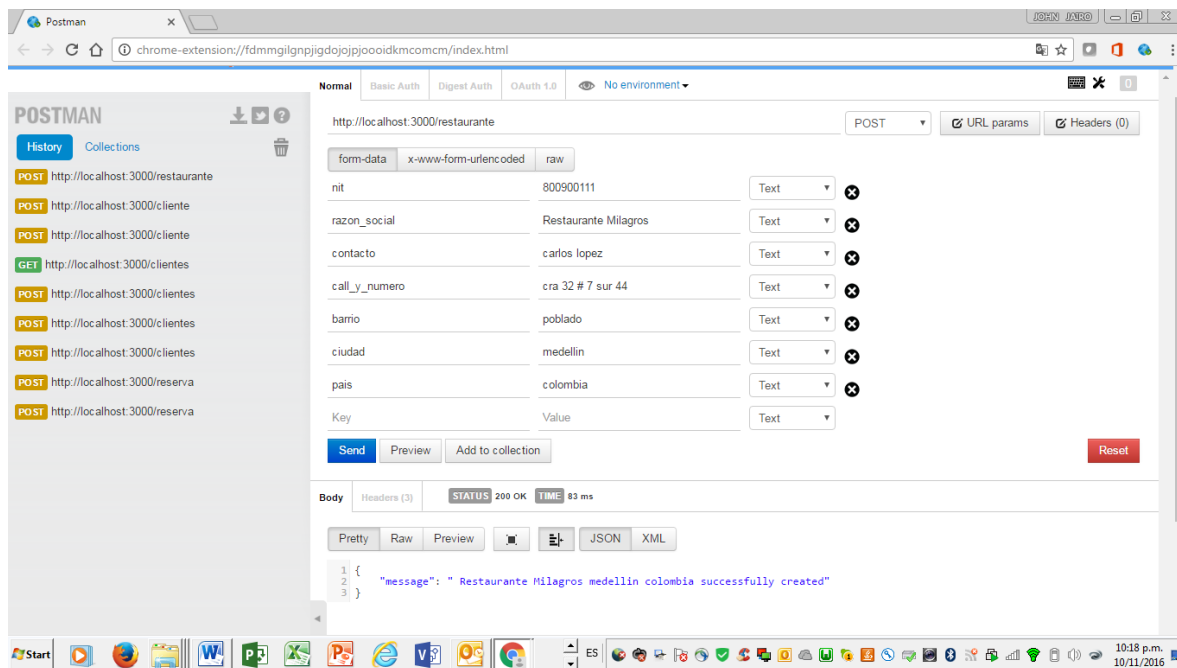 Postman
JOHN JAIRO
chrome-extension://fdmmgilgnpjigdojojpjoooidkmcomcm/index.html
Normal
Basic Auth
Digest Auth
OAuth 1.0
No environment
0
POSTMAN
History
Collections
POST http://localhost:3000/restaurante
POST http://localhost:3000/cliente
POST http://localhost:3000/cliente
GET http://localhost:3000/clientes
POST http://localhost:3000/clientes
POST http://localhost:3000/clientes
POST http://localhost:3000/clientes
POST http://localhost:3000/reserva
POST http://localhost:3000/reserva
http://localhost:3000/restaurante
POST
URL params
Headers (0)
form-data
x-www-form-urlencoded
raw
nit 800900111 Text
razon_social Restaurante Milagros Text
contacto carlos lopez Text
call_y_numero cra 32 # 7 sur 44 Text
barrio poblado Text
ciudad medellin Text
pais colombia Text
Key Value Text
Send
Preview
Add to collection
Reset
Body
Headers (3)
STATUS 200 OK TIME 83 ms
Pretty
Raw
Preview
JSON
XML
1 {
2 "message": " Restaurante Milagros medellin colombia successfully created"
3 }
Start
ES
10:18 p.m.
10/11/2016